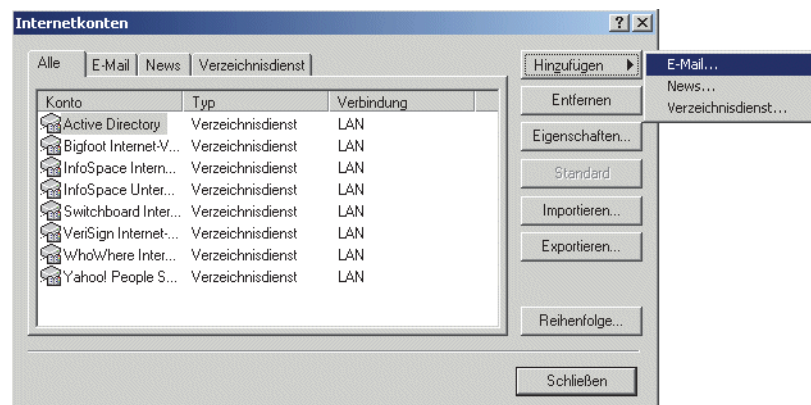 Internetkonten
Alle E-Mail News Verzeichnisdienst
Hinzufügen
E-Mail...
News...
Verzeichnisdienst...
Konto Typ Verbindung
Active Directory Verzeichnisdienst LAN
Bigfoot Internet-V... Verzeichnisdienst LAN
InfoSpace Intern... Verzeichnisdienst LAN
InfoSpace Unter... Verzeichnisdienst LAN
Switchboard Inter... Verzeichnisdienst LAN
VeriSign Internet-... Verzeichnisdienst LAN
WhoWhere Inter... Verzeichnisdienst LAN
Yahoo! People S... Verzeichnisdienst LAN
Entfernen
Eigenschaften...
Standard
Importieren...
Exportieren...
Reihenfolge...
Schließen